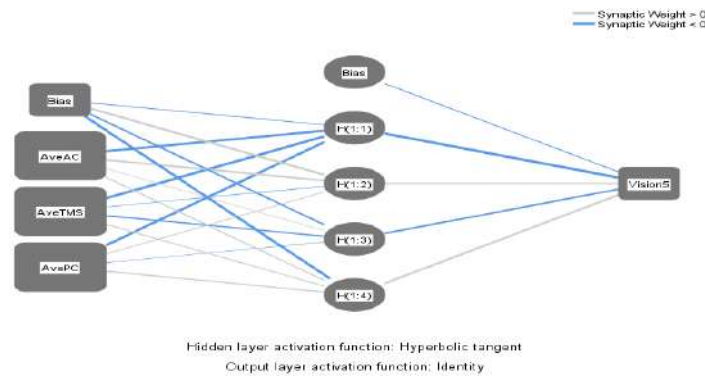 Synaptic Weight > 0
Synaptic Weight < 0
Bias
Bias
H(1:1)
AveAC
H(1:2)
Vision5
AveTMS
H(1:3)
AvePC
H(1:4)
Hidden layer activation function: Hyperbolic tangent
Output layer activation function: Identity